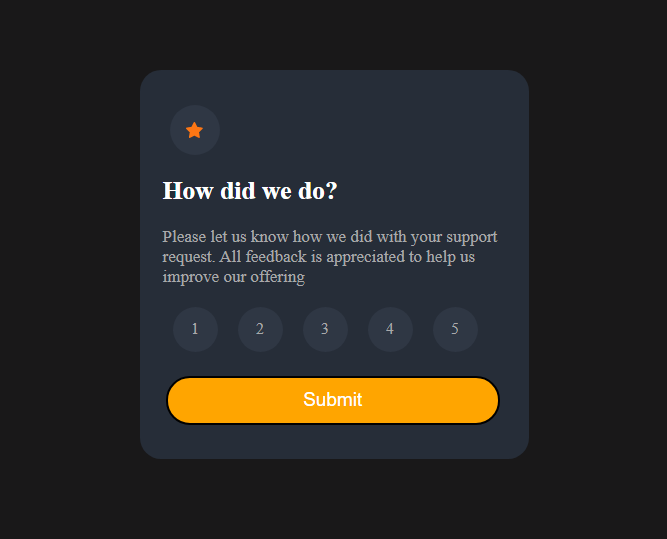 How did we do?
Please let us know how we did with your support
request. All feedback is appreciated to help us
improve our offering
1 2 3 4 5
Submit